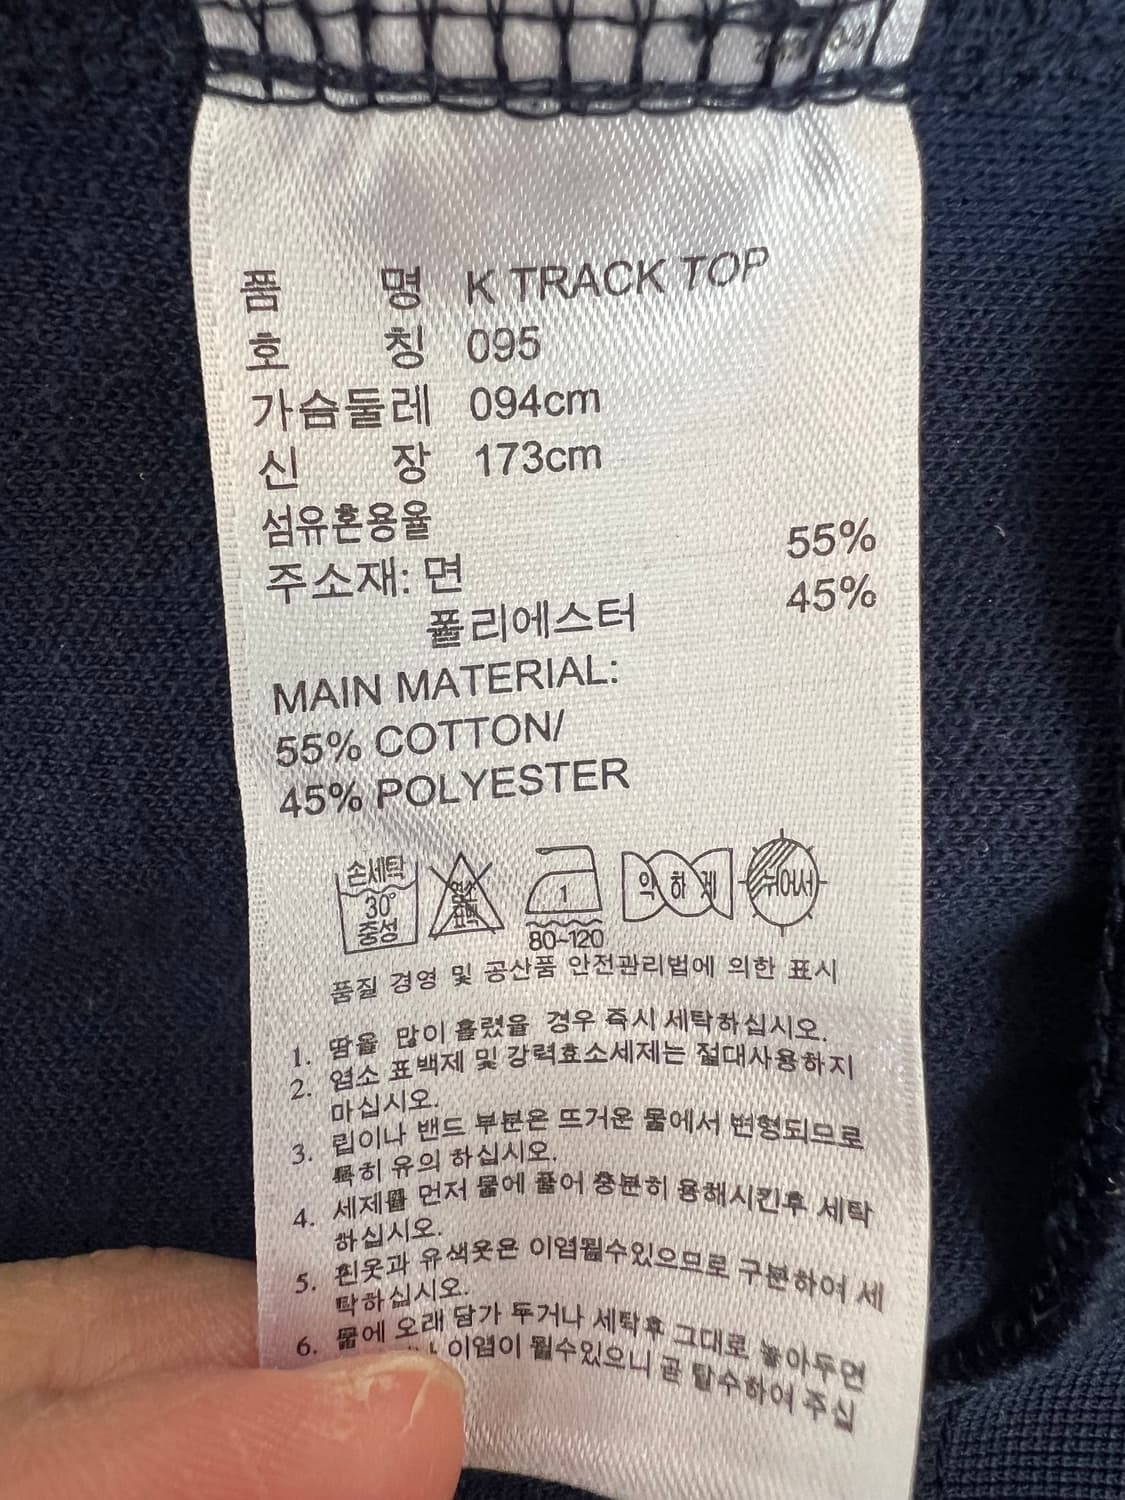 품 명 K TRACK TOP
호 칭 095
가슴둘레 094cm
신 장 173cm
섬유혼용율
주소재: 면 55%
폴리에스터 45%
MAIN MATERIAL:
55% COTTON/
45% POLYESTER
손세탁 30° 중성
염소 표백
1 80~120
약하게
뉘어서
품질 경영 및 공산품 안전관리법에 의한 표시
1. 땀을 많이 흘렸을 경우 즉시 세탁하십시오.
2. 염소 표백제 및 강력효소세제는 절대사용하지
마십시오.
3. 립이나 밴드 부분은 뜨거운 물에서 변형되므로
특히 유의 하십시오.
4. 세제를 먼저 물에 풀어 충분히 용해시킨후 세탁
하십시오.
5. 흰옷과 유색옷은 이염될수있으므로 구분하여 세
탁하십시오.
6. 물에 오래 담가 두거나 세탁후 그대로 놓아두면
이염이 될수있으니 곧 탈수하여 주십